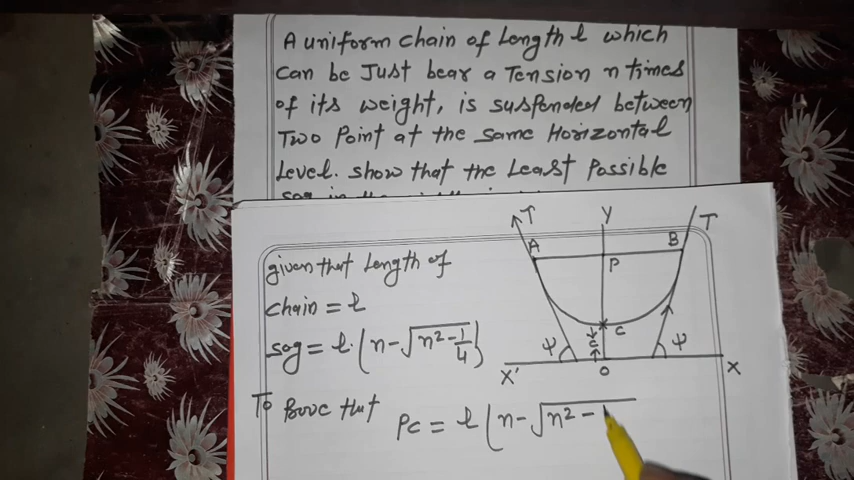 A uniform chain of Length l which
can be Just bear a Tension n times
of its weight, is suspended between
Two Point at the same Horizontal
Level. show that the Least Possible
given that Length of
chain = l
sag = l. (n-√(n²-1/4))
To Prove that
PC = l (n-√(n² -
T Y T
A B
P
C
c
ψ ψ
X' O X